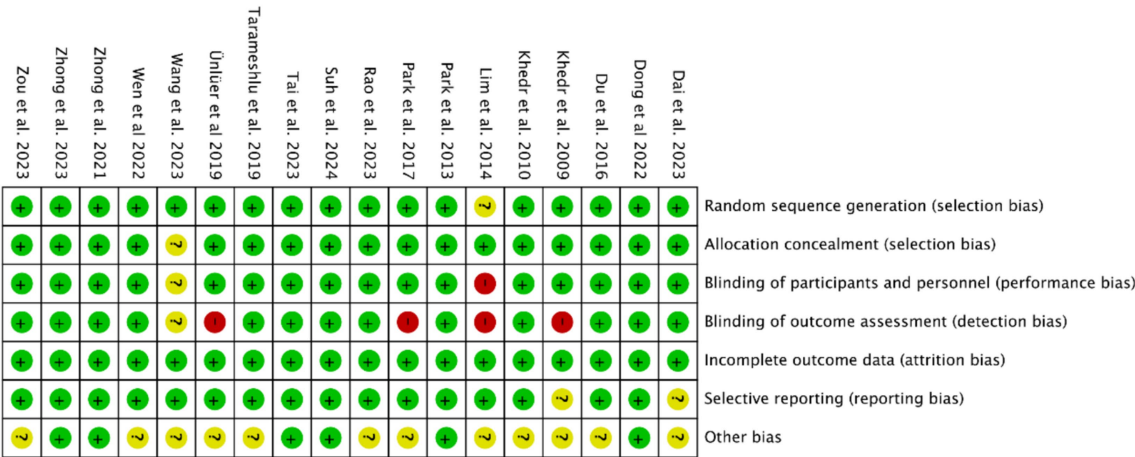 Zou et al. 2023
Zhong et al. 2023
Zhong et al. 2021
Wen et al 2022
Wang et al. 2023
Ünlüer et al 2019
Tarameshlu et al. 2019
Tai et al. 2023
Suh et al. 2024
Rao et al. 2023
Park et al. 2017
Park et al. 2013
Lim et al. 2014
Khedr et al. 2010
Khedr et al. 2009
Du et al. 2016
Dong et al 2022
Dai et al. 2023
+ + + + + + + + + + + + ? + + + + + Random sequence generation (selection bias)
+ + + + ? + + + + + + + + + + + + + Allocation concealment (selection bias)
+ + + + ? + + + + + + + - + + + + + Blinding of participants and personnel (performance bias)
+ + + + ? - + + + + - + - + - + + + Blinding of outcome assessment (detection bias)
+ + + + + + + + + + + + + + + + + + Incomplete outcome data (attrition bias)
+ + + + + + + + + + + + + + ? + + ? Selective reporting (reporting bias)
? + + ? ? ? ? + + ? ? + ? ? ? ? + ? Other bias